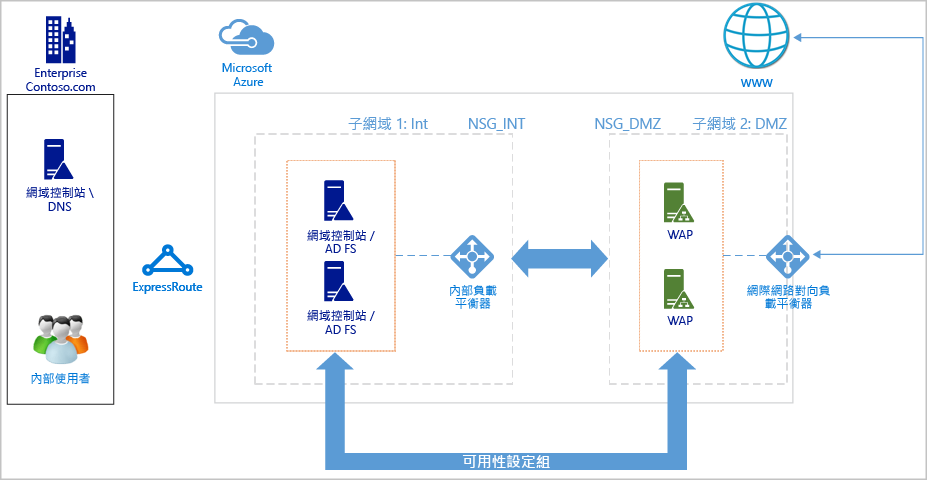 Enterprise
Contoso.com
網域控制站 \
DNS
內部使用者
ExpressRoute
Microsoft
Azure
WWW
子網域 1: Int
NSG_INT
NSG_DMZ
子網域 2: DMZ
網域控制站 /
AD FS
網域控制站 /
AD FS
內部負載
平衡器
WAP
WAP
網際網路對向負
載平衡器
可用性設定組